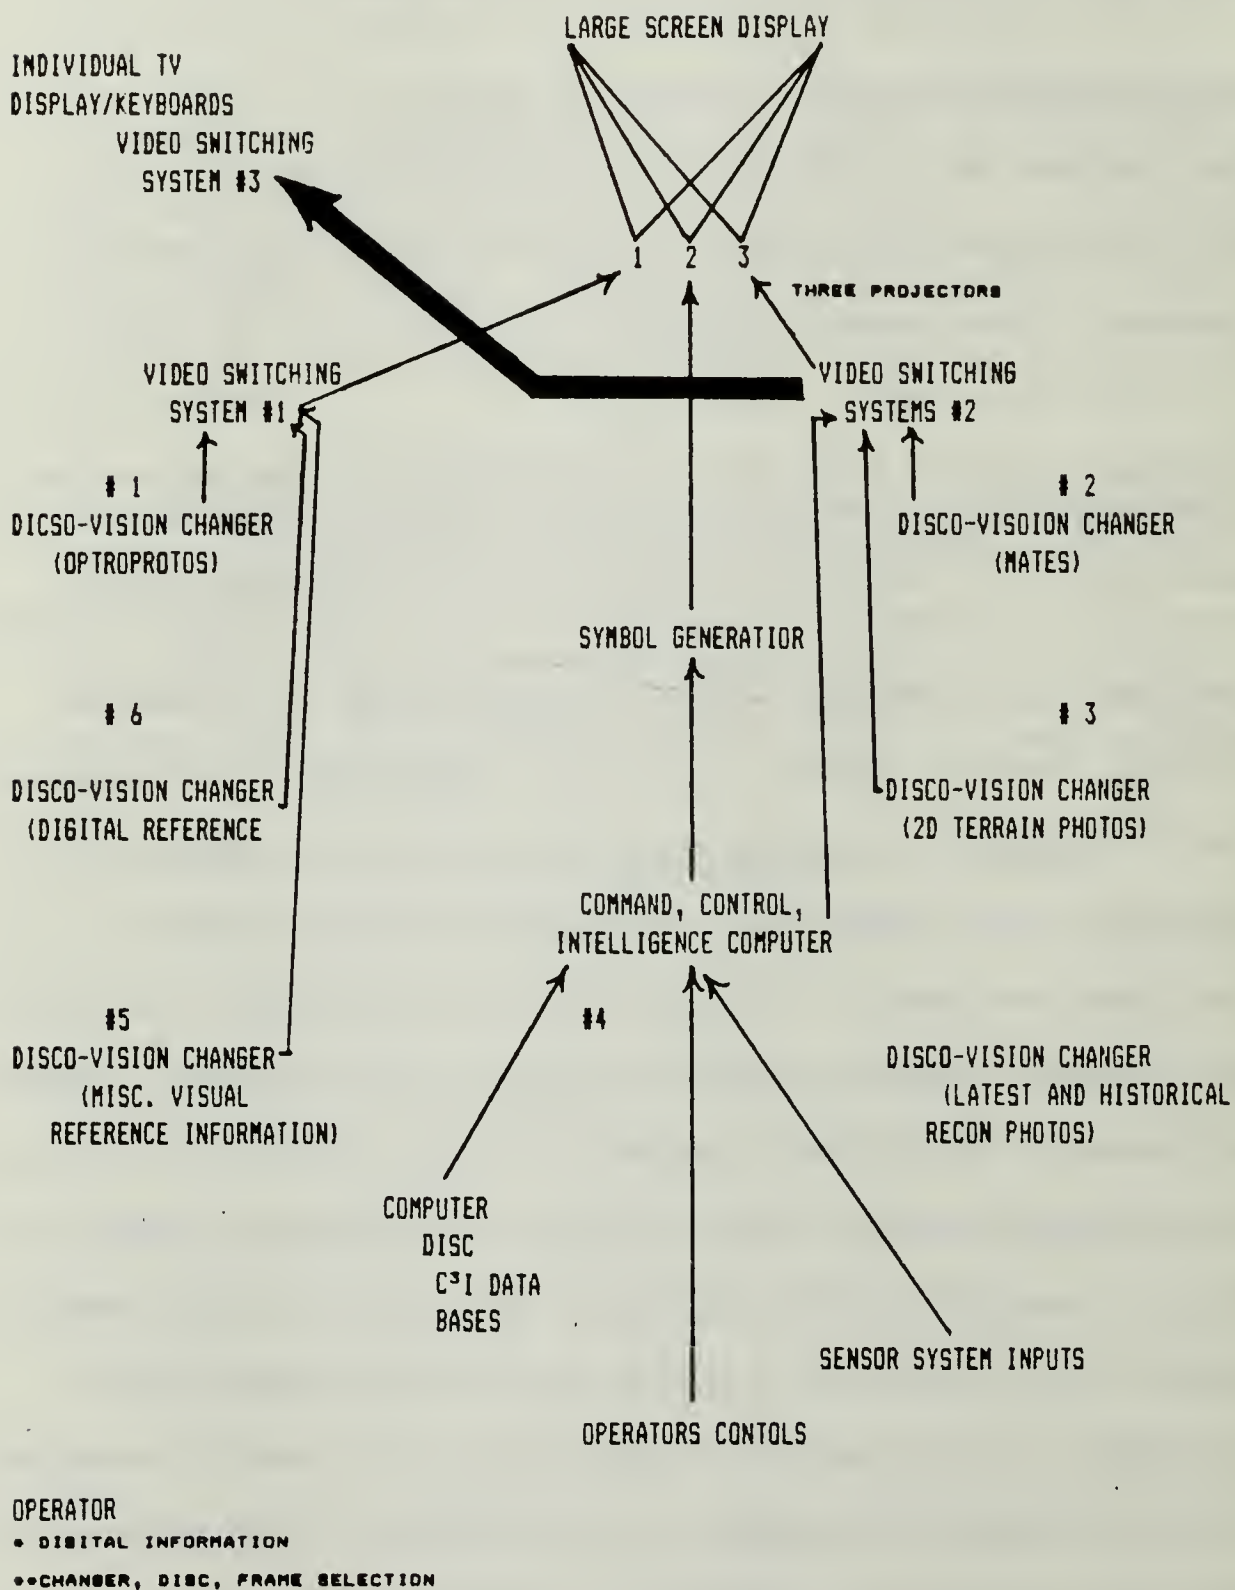 LARGE SCREEN DISPLAY
INDIVIDUAL TV
DISPLAY/KEYBOARDS
VIDEO SWITCHING
SYSTEM #3
1 2 3
THREE PROJECTORS
VIDEO SWITCHING
SYSTEM #1
VIDEO SWITCHING
SYSTEMS #2
# 1
DICSO-VISION CHANGER
(OPTROPROTOS)
# 2
DISCO-VISOION CHANGER
(MATES)
SYMBOL GENERATIOR
# 6
DISCO-VISION CHANGER
(DIGITAL REFERENCE
# 3
DISCO-VISION CHANGER
(2D TERRAIN PHOTOS)
COMMAND, CONTROL,
INTELLIGENCE COMPUTER
#5
DISCO-VISION CHANGER
(MISC. VISUAL
REFERENCE INFORMATION)
#4
DISCO-VISION CHANGER
(LATEST AND HISTORICAL
RECON PHOTOS)
COMPUTER
DISC
C³I DATA
BASES
SENSOR SYSTEM INPUTS
OPERATORS CONTOLS
OPERATOR
* DIGITAL INFORMATION
**CHANGER, DISC, FRAME SELECTION